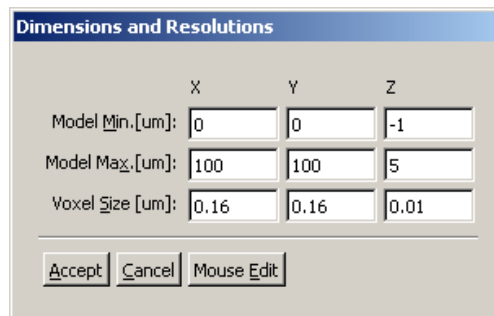 Dimensions and Resolutions
X Y Z
Model Min.[um]: 0 0 -1
Model Max.[um]: 100 100 5
Voxel Size [um]: 0.16 0.16 0.01
Accept Cancel Mouse Edit